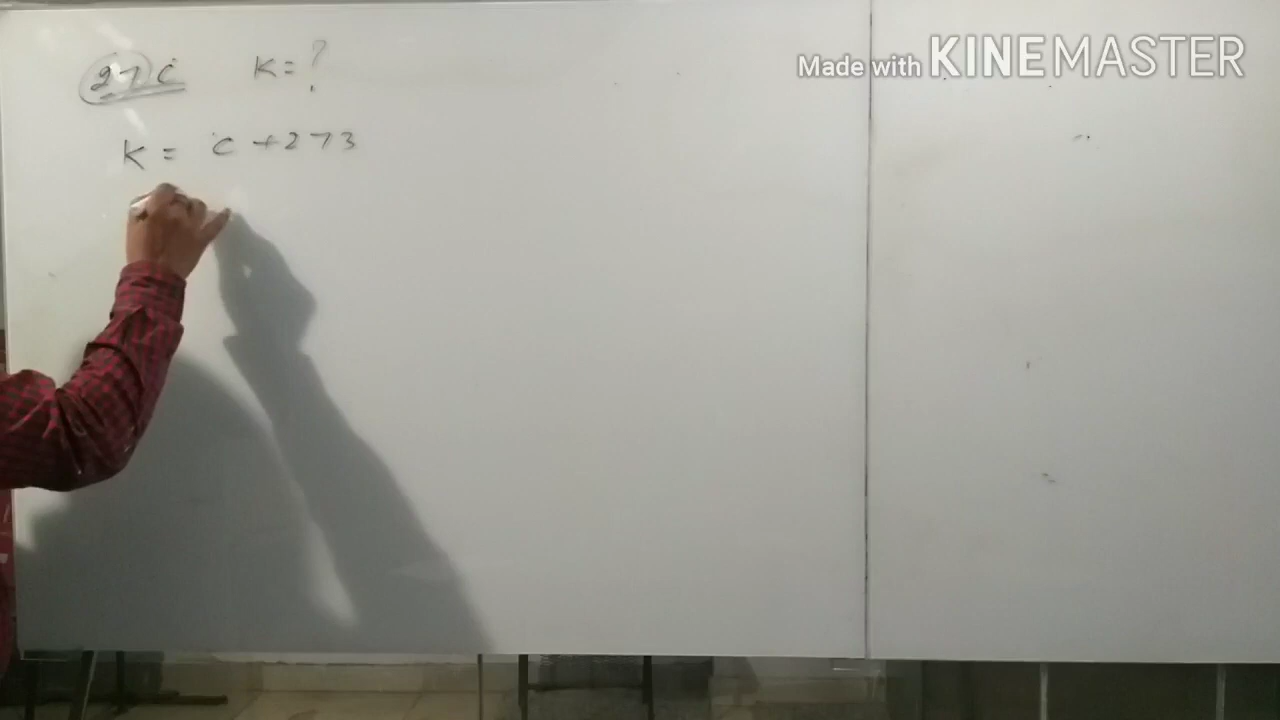 27°C K = ?
K = °C + 273
Made with KINEMASTER